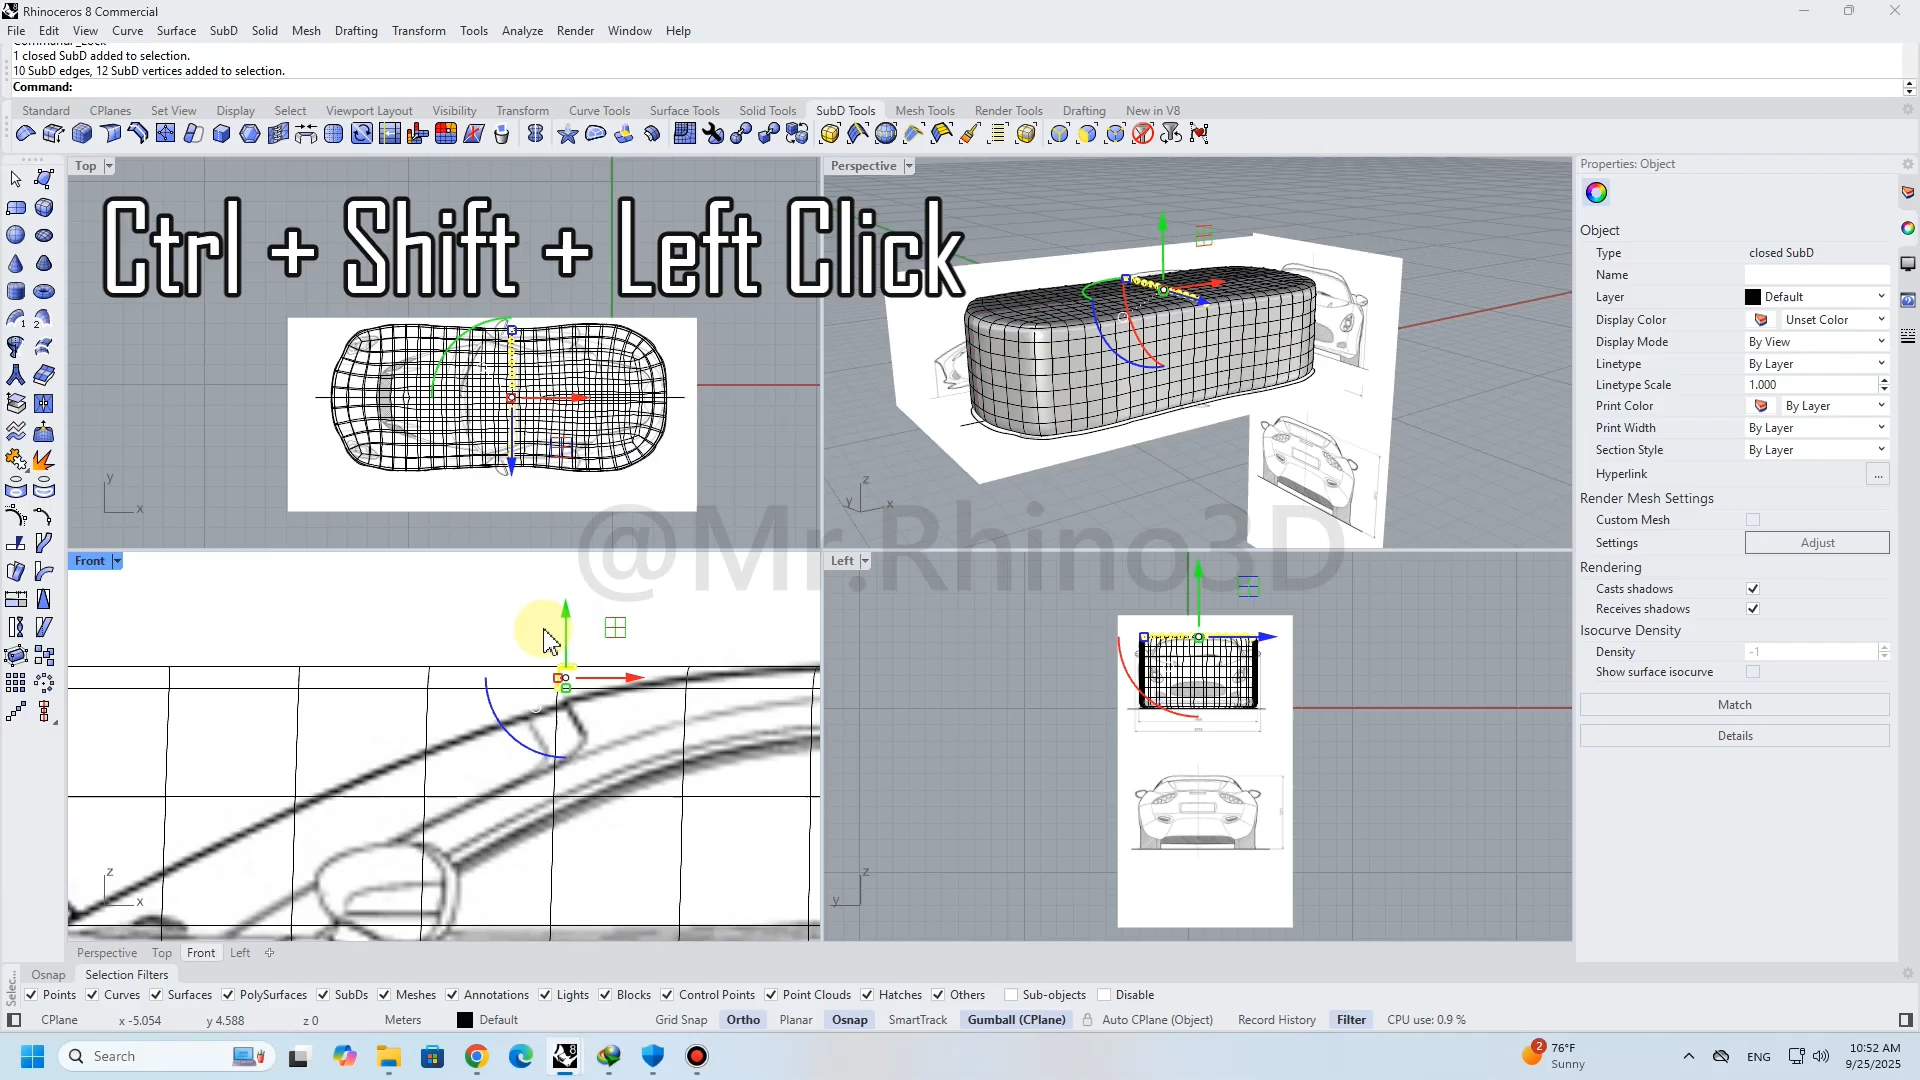 Rhinoceros 8 Commercial
File Edit View Curve Surface SubD Solid Mesh Drafting Transform Tools Analyze Render Window Help
1 closed SubD added to selection.
10 SubD edges, 12 SubD vertices added to selection.
Command:
Standard CPlanes Set View Display Select Viewport Layout Visibility Transform Curve Tools Surface Tools Solid Tools SubD Tools Mesh Tools Render Tools Drafting New in V8
Top
Perspective
Properties: Object
Ctrl + Shift + Left Click
Object
Type closed SubD
Name
Layer Default
Display Color Unset Color
Display Mode By View
Linetype By Layer
Linetype Scale 1.000
Print Color By Layer
Print Width By Layer
Section Style By Layer
Hyperlink ...
Render Mesh Settings
Custom Mesh
Settings Adjust
Rendering
Casts shadows
Receives shadows
Isocurve Density
Density -1
Show surface isocurve
Match
Details
y
x
z
y
x
@Mr.Rhino3D
Front
Left
z
x
z
y
Perspective Top Front Left
Osnap Selection Filters
Selec...
Points Curves Surfaces PolySurfaces SubDs Meshes Annotations Lights Blocks Control Points Point Clouds Hatches Others Sub-objects Disable
CPlane x -5.054 y 4.588 z 0 Meters Default Grid Snap Ortho Planar Osnap SmartTrack Gumball (CPlane) Auto CPlane (Object) Record History Filter CPU use: 0.9 %
Search
2
76°F
Sunny
ENG
10:52 AM
9/25/2025